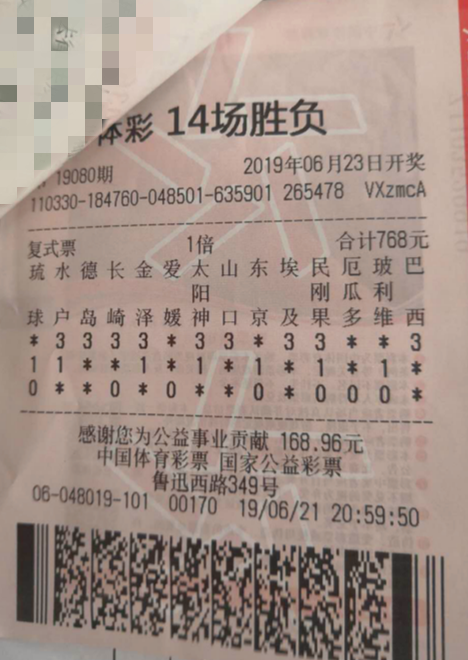 体彩 14场胜负
19080期 2019年06月23日开奖
110330-184760-048501-635901 265478 VXzmcA
复式票 1倍 合计768元
琉 水 德 长 金 爱 太 山 东 埃 民 厄 玻 巴
阳 刚 瓜 利
球 户 岛 崎 泽 媛 神 口 京 及 果 多 维 西
* 3 3 3 3 * 3 3 * 3 3 * * 3
1 1 * * 1 * 1 * 1 * 1 * 1 *
0 * * 0 * 0 * * 0 * 0 0 0 *
感谢您为公益事业贡献 168.96元
中国体育彩票 国家公益彩票
鲁迅西路349号
06-048019-101 00170 19/06/21 20:59:50